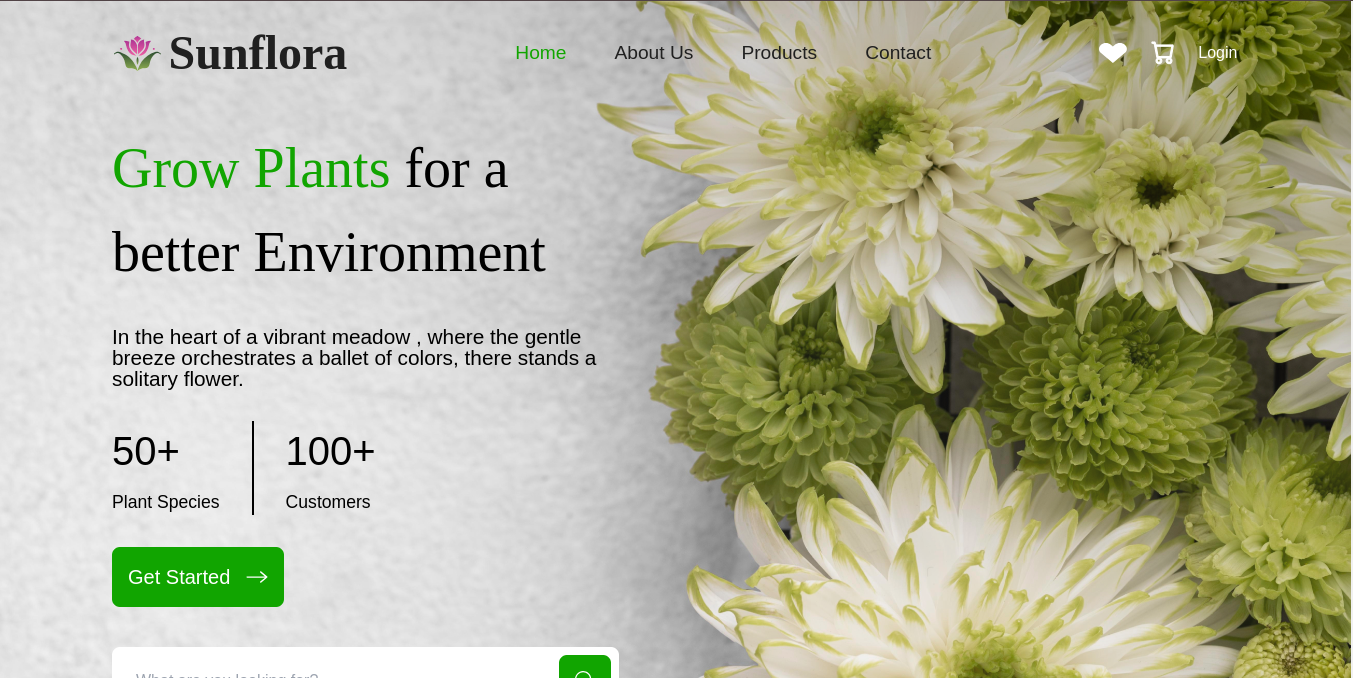 Sunflora
Home About Us Products Contact
Login
Grow Plants for a
better Environment
In the heart of a vibrant meadow , where the gentle
breeze orchestrates a ballet of colors, there stands a
solitary flower.
50+ 100+
Plant Species Customers
Get Started
What are you looking for?